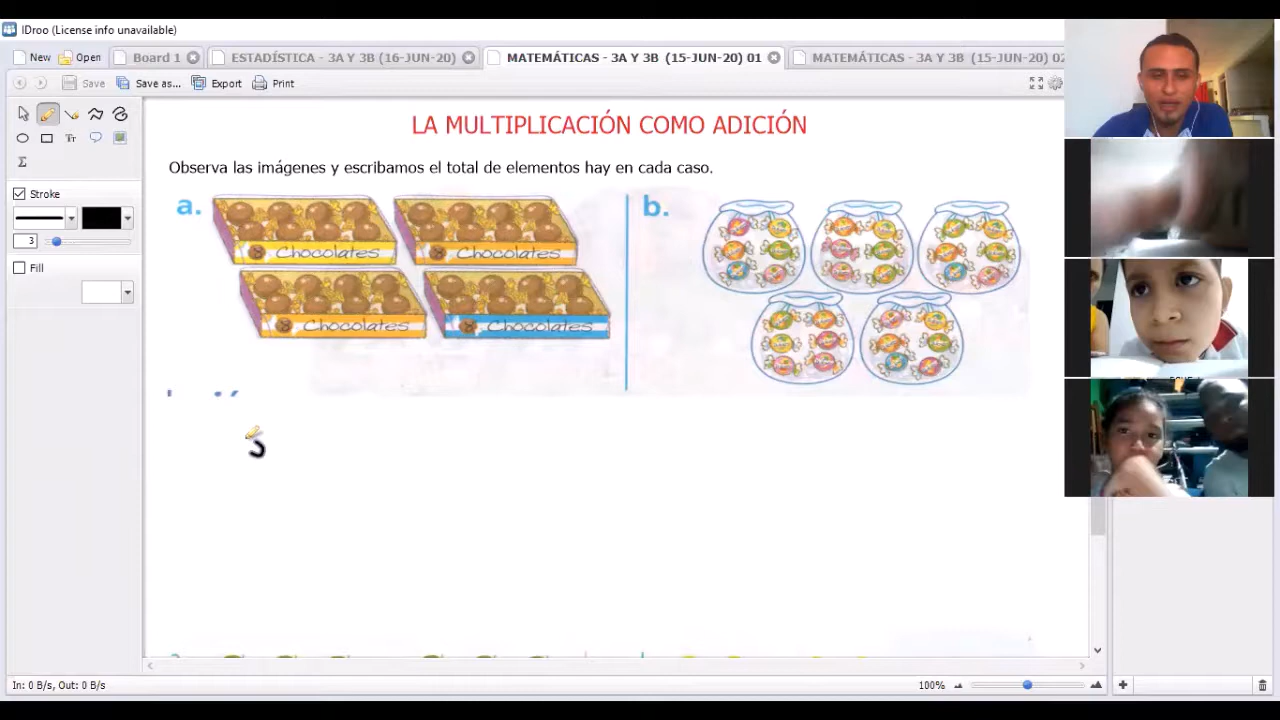 IDroo (License info unavailable)
New Open Board 1 ESTADÍSTICA - 3A Y 3B (16-JUN-20) MATEMÁTICAS - 3A Y 3B (15-JUN-20) 01 MATEMÁTICAS - 3A Y 3B (15-JUN-20) 02
Save Save as... Export Print
LA MULTIPLICACIÓN COMO ADICIÓN
Observa las imágenes y escribamos el total de elementos hay en cada caso.
Tт
Σ
Stroke
3
Fill
a.
Chocolates Chocolates
Chocolates Chocolates
b.
In: 0 B/s, Out: 0 B/s
100%